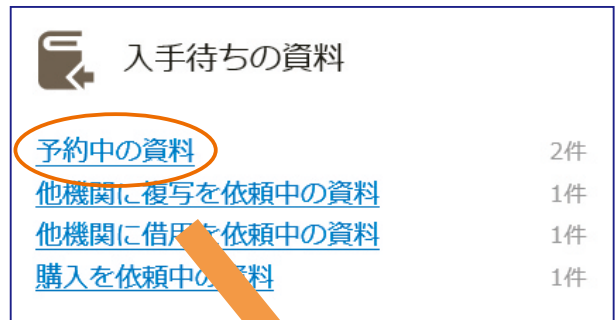 入手待ちの資料
予約中の資料 2件
他機関に複写を依頼中の資料 1件
他機関に借用を依頼中の資料 1件
購入を依頼中の資料 1件